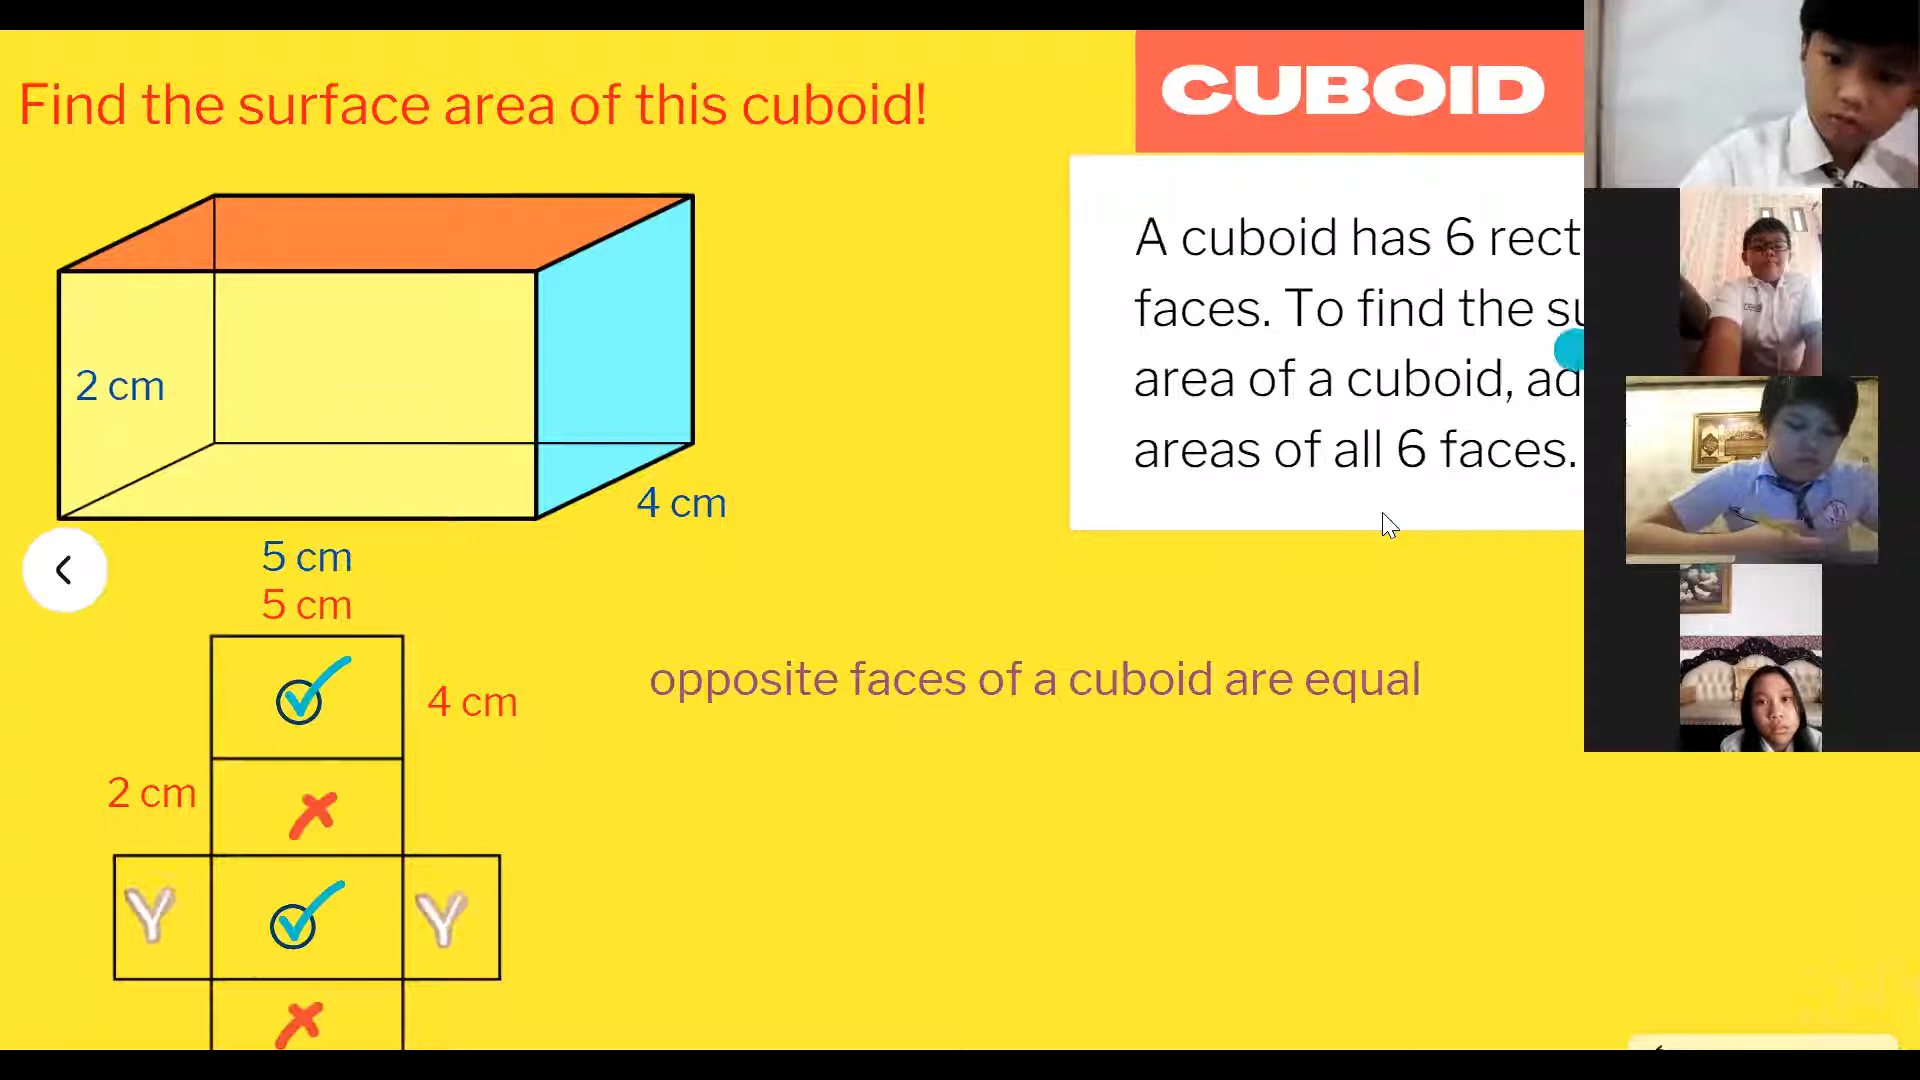 Find the surface area of this cuboid!
CUBOID
A cuboid has 6 rect
faces. To find the su
area of a cuboid, ad
areas of all 6 faces.
2 cm
4 cm
5 cm
5 cm
4 cm
opposite faces of a cuboid are equal
2 cm
Y
Y